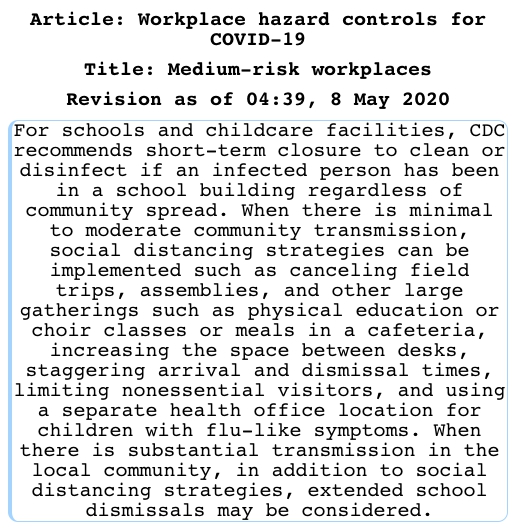 Article: Workplace hazard controls for
COVID-19
Title: Medium-risk workplaces
Revision as of 04:39, 8 May 2020
For schools and childcare facilities, CDC
recommends short-term closure to clean or
disinfect if an infected person has been
in a school building regardless of
community spread. When there is minimal
to moderate community transmission,
social distancing strategies can be
implemented such as canceling field
trips, assemblies, and other large
gatherings such as physical education or
choir classes or meals in a cafeteria,
increasing the space between desks,
staggering arrival and dismissal times,
limiting nonessential visitors, and using
a separate health office location for
children with flu-like symptoms. When
there is substantial transmission in the
local community, in addition to social
distancing strategies, extended school
dismissals may be considered.